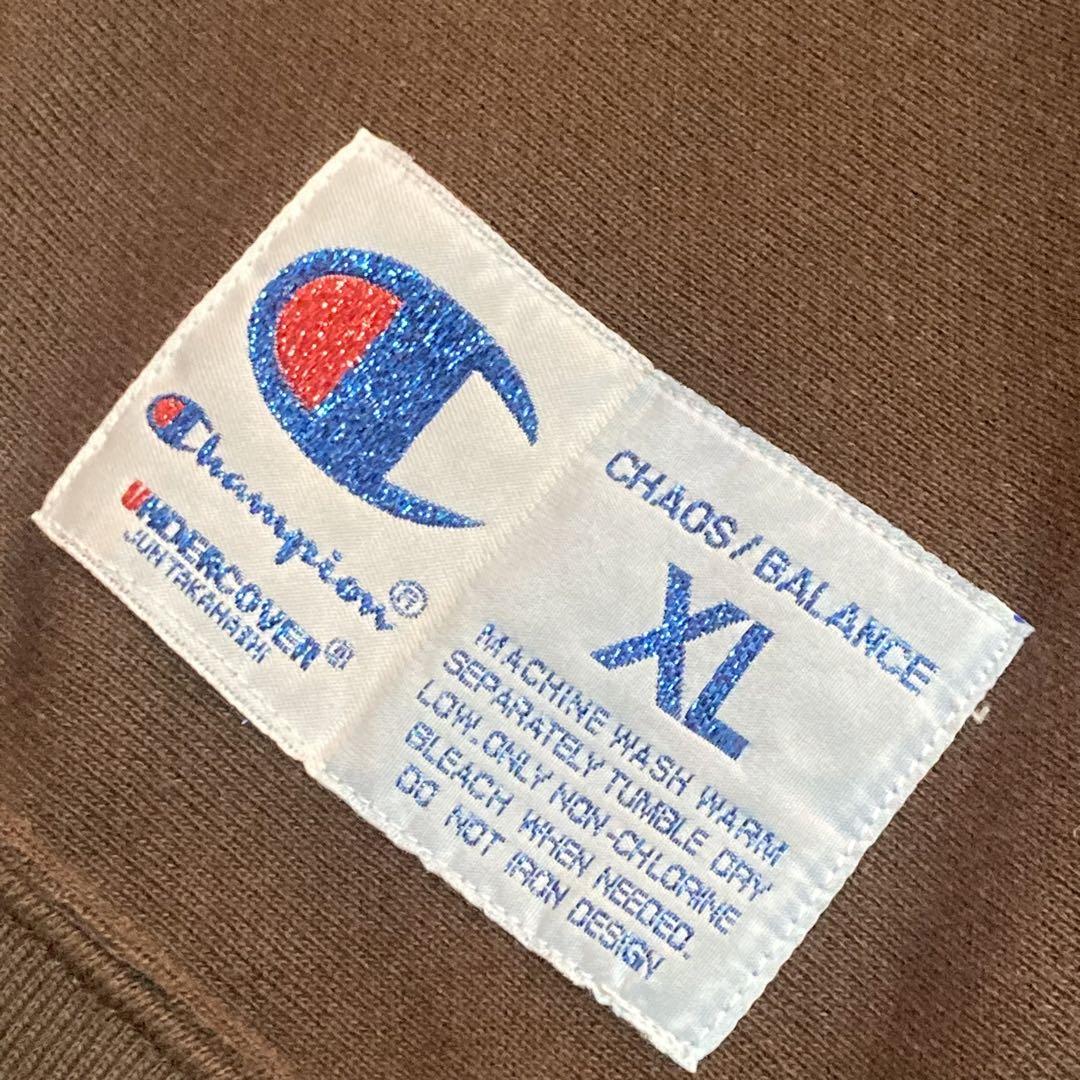 Champion®
UNDERCOVER®
JUN TAKAHASHI
CHAOS/BALANCE
XL
MACHINE WASH WARM
SEPARATELY TUMBLE DRY
LOW.ONLY NON-CHLORINE
BLEACH WHEN NEEDED.
DO NOT IRON DESIGN